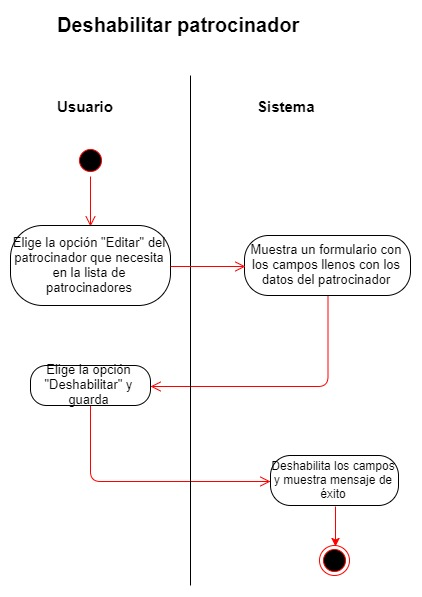 Deshabilitar patrocinador
Usuario
Sistema
Elige la opción "Editar" del
patrocinador que necesita
en la lista de
patrocinadores
Muestra un formulario con
los campos llenos con los
datos del patrocinador
Elige la opción
"Deshabilitar" y
guarda
Deshabilita los campos
y muestra mensaje de
éxito